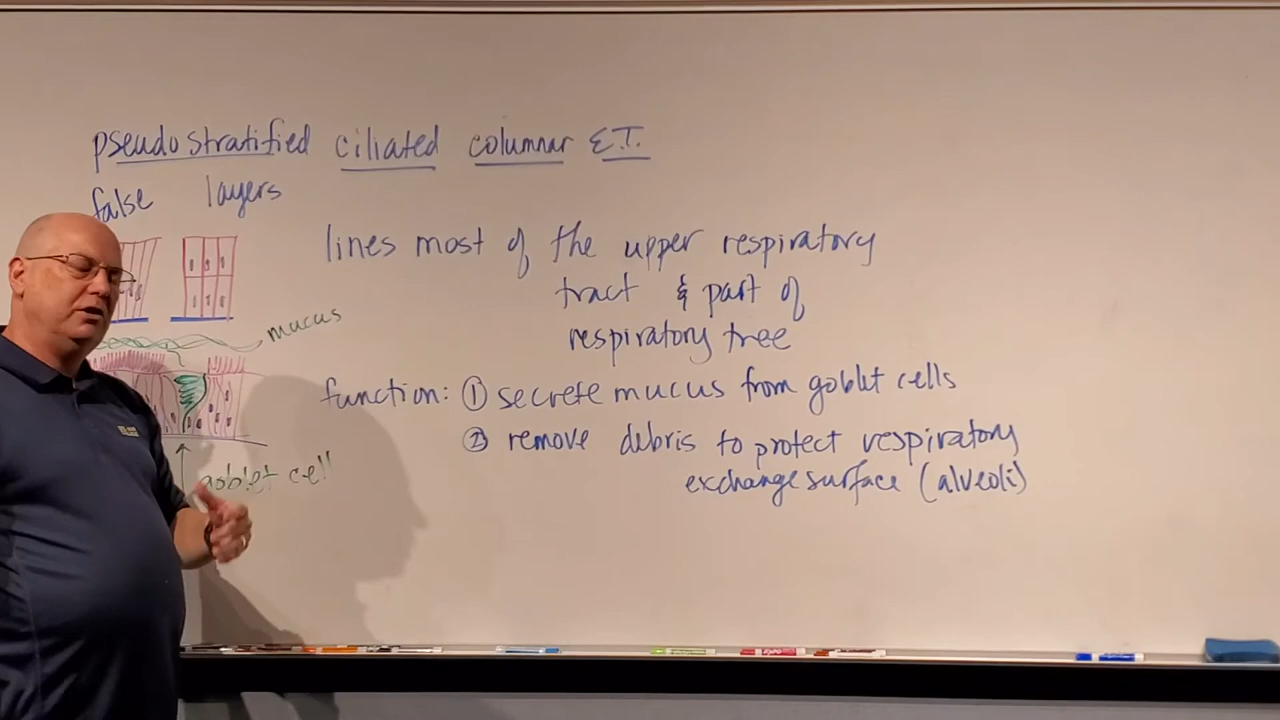 pseudostratified ciliated columnar E.T.
false layers
lines most of the upper respiratory
tract & part of
respiratory tree
mucus
function: ① secrete mucus from goblet cells
② remove debris to protect respiratory
exchange surface (alveoli)
goblet cell
EXPO